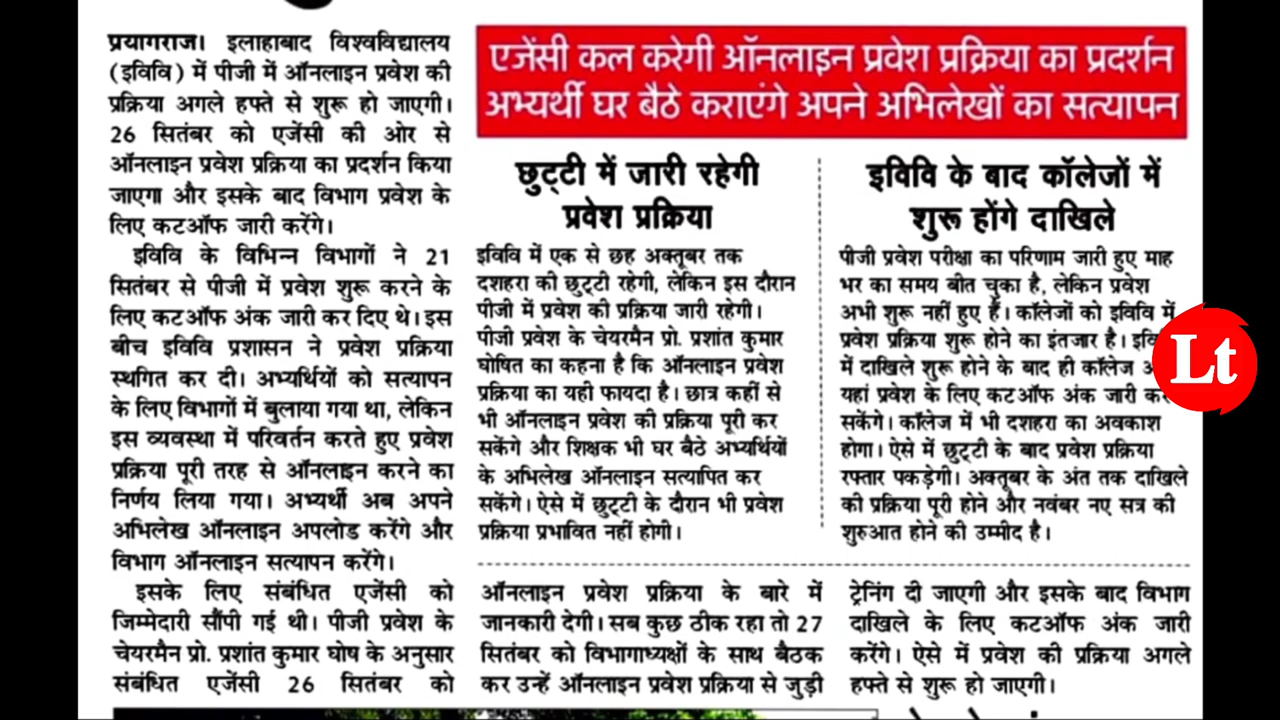 प्रयागराज। इलाहाबाद विश्वविद्यालय
(इविवि) में पीजी में ऑनलाइन प्रवेश की
प्रक्रिया अगले हफ्ते से शुरू हो जाएगी।
26 सितंबर को एजेंसी की ओर से
ऑनलाइन प्रवेश प्रक्रिया का प्रदर्शन किया
जाएगा और इसके बाद विभाग प्रवेश के
लिए कटऑफ जारी करेंगे।
इविवि के विभिन्न विभागों ने 21
सितंबर से पीजी में प्रवेश शुरू करने के
लिए कटऑफ अंक जारी कर दिए थे। इस
बीच इविवि प्रशासन ने प्रवेश प्रक्रिया
स्थगित कर दी। अभ्यर्थियों को सत्यापन
के लिए विभागों में बुलाया गया था, लेकिन
इस व्यवस्था में परिवर्तन करते हुए प्रवेश
प्रक्रिया पूरी तरह से ऑनलाइन करने का
निर्णय लिया गया। अभ्यर्थी अब अपने
अभिलेख ऑनलाइन अपलोड करेंगे और
विभाग ऑनलाइन सत्यापन करेंगे।
इसके लिए संबंधित एजेंसी को
जिम्मेदारी सौंपी गई थी। पीजी प्रवेश के
चेयरमैन प्रो. प्रशांत कुमार घोष के अनुसार
संबंधित एजेंसी 26 सितंबर को
एजेंसी कल करेगी ऑनलाइन प्रवेश प्रक्रिया का प्रदर्शन
अभ्यर्थी घर बैठे कराएंगे अपने अभिलेखों का सत्यापन
छुट्टी में जारी रहेगी
प्रवेश प्रक्रिया
इविवि में एक से छह अक्तूबर तक
दशहरा की छुट्टी रहेगी, लेकिन इस दौरान
पीजी में प्रवेश की प्रक्रिया जारी रहेगी।
पीजी प्रवेश के चेयरमैन प्रो. प्रशांत कुमार
घोषित का कहना है कि ऑनलाइन प्रवेश
प्रक्रिया का यही फायदा है। छात्र कहीं से
भी ऑनलाइन प्रवेश की प्रक्रिया पूरी कर
सकेंगे और शिक्षक भी घर बैठे अभ्यर्थियों
के अभिलेख ऑनलाइन सत्यापित कर
सकेंगे। ऐसे में छुट्टी के दौरान भी प्रवेश
प्रक्रिया प्रभावित नहीं होगी।
इविवि के बाद कॉलेजों में
शुरू होंगे दाखिले
पीजी प्रवेश परीक्षा का परिणाम जारी हुए माह
भर का समय बीत चुका है, लेकिन प्रवेश
अभी शुरू नहीं हुए हैं। कॉलेजों को इविवि में
प्रवेश प्रक्रिया शुरू होने का इंतजार है।
में दाखिले शुरू होने के बाद ही कॉलेज
यहां प्रवेश के लिए कटऑफ अंक जारी
सकेंगे। कॉलेज में भी दशहरा का अवकाश
होगा। ऐसे में छुट्टी के बाद प्रवेश प्रक्रिया
रफ्तार पकड़ेगी। अक्तूबर के अंत तक दाखिले
की प्रक्रिया पूरी होने और नवंबर नए सत्र की
शुरुआत होने की उम्मीद है।
ऑनलाइन प्रवेश प्रक्रिया के बारे में
जानकारी देगी। सब कुछ ठीक रहा तो 27
सितंबर को विभागाध्यक्षों के साथ बैठक
कर उन्हें ऑनलाइन प्रवेश प्रक्रिया से जुड़ी
ट्रेनिंग दी जाएगी और इसके बाद विभाग
दाखिले के लिए कटऑफ अंक जारी
करेंगे। ऐसे में प्रवेश की प्रक्रिया अगले
हफ्ते से शुरू हो जाएगी।
Lt